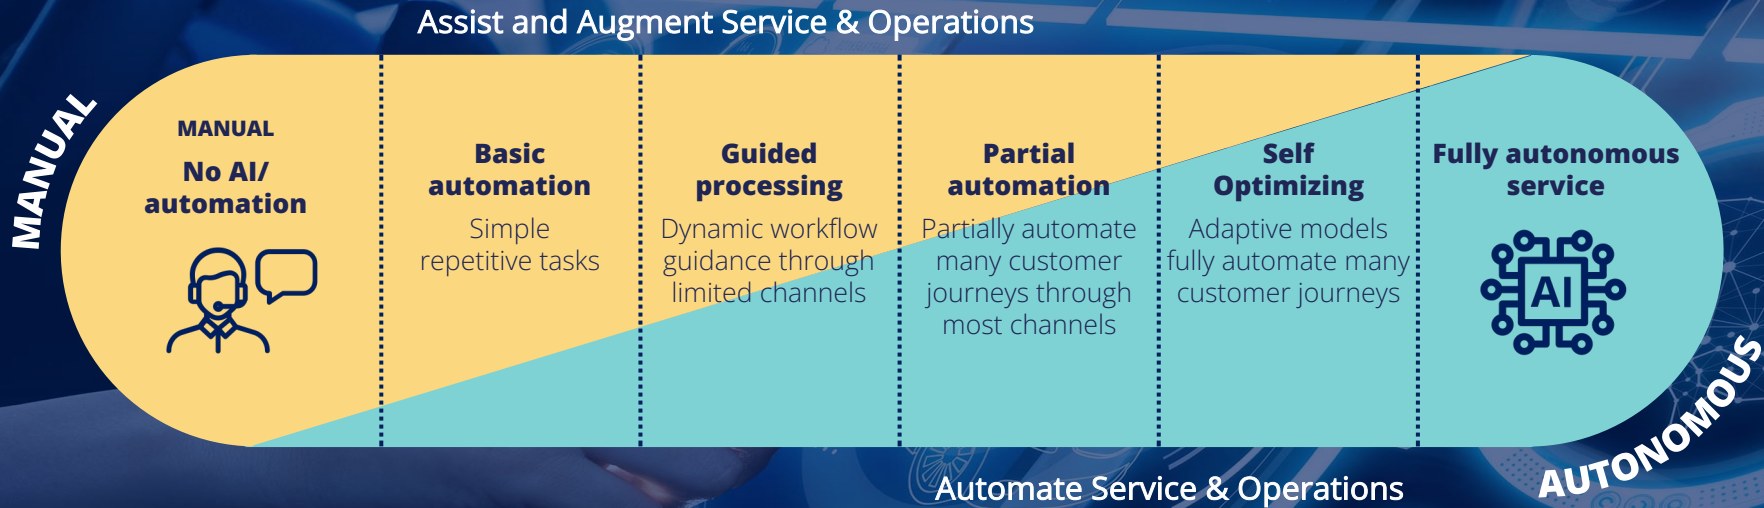 Assist and Augment Service & Operations
MANUAL
MANUAL
No AI/
automation
Basic
automation
Simple
repetitive tasks
Guided
processing
Dynamic workflow
guidance through
limited channels
Partial
automation
Partially automate
many customer
journeys through
most channels
Self
Optimizing
Adaptive models
fully automate many
customer journeys
Fully autonomous
service
AI
AUTONOMOUS
Automate Service & Operations